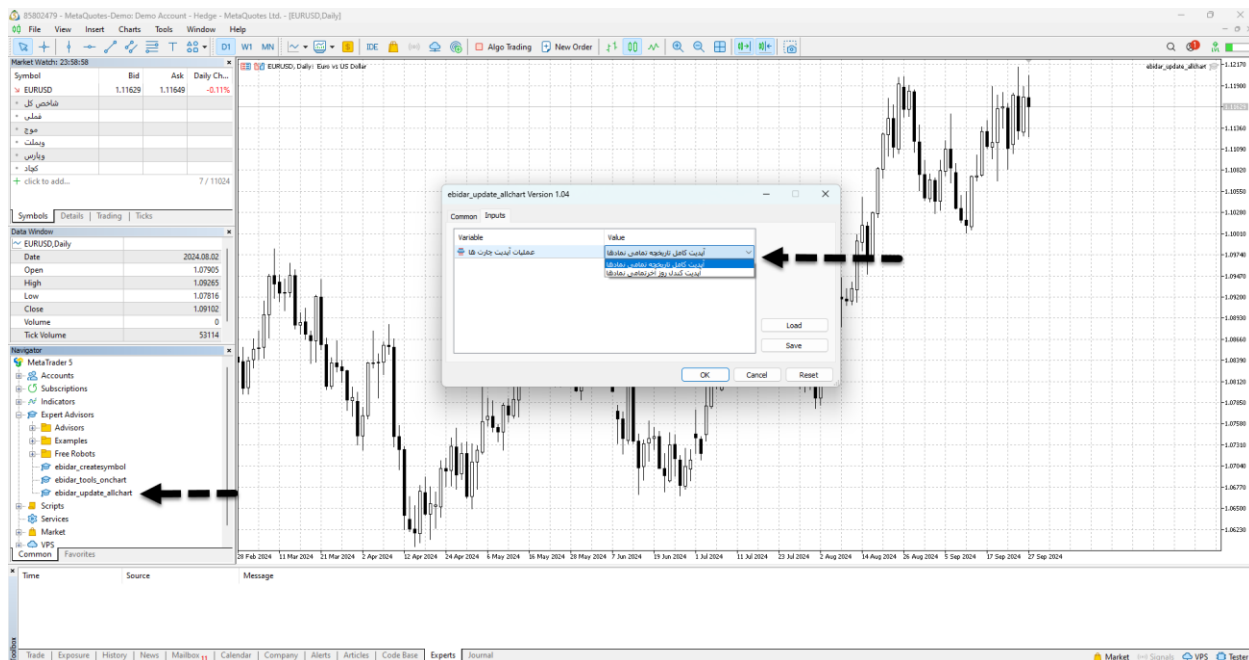 85802479 - MetaQuotes-Demo: Demo Account - Hedge - MetaQuotes Ltd. - [EURUSD,Daily]
File View Insert Charts Tools Window Help
D1 W1 MN IDE Algo Trading New Order
Market Watch: 23:58:58
Symbol Bid Ask Daily Ch...
EURUSD 1.11629 1.11649 -0.11%
شاخص کل
فملی
موج
وبملت
وپارس
کچاد
click to add... 7 / 11024
Symbols Details Trading Ticks
Data Window
EURUSD,Daily
Date 2024.08.02
Open 1.07905
High 1.09265
Low 1.07816
Close 1.09102
Volume 0
Tick Volume 53114
Navigator
MetaTrader 5
Accounts
Subscriptions
Indicators
Expert Advisors
Advisors
Examples
Free Robots
ebidar_createsymbol
ebidar_tools_onchart
ebidar_update_allchart
Scripts
Services
Market
VPS
Common Favorites
EURUSD, Daily: Euro vs US Dollar
ebidar_update_allchart
1.12170
1.11900
1.11629
1.11360
1.11090
1.10820
1.10550
1.10280
1.10010
1.09740
1.09470
1.09200
1.08930
1.08660
1.08390
1.08120
1.07850
1.07580
1.07310
1.07040
1.06770
1.06500
1.06230
ebidar_update_allchart Version 1.04
Common Inputs
Variable Value
عملیات آپدیت چارت ها آپدیت کامل تاریخچه تمامی نمادها
آپدیت کامل تاریخچه تمامی نمادها
آپدیت کندل روز آخرتمامی نمادها
Load
Save
OK Cancel Reset
28 Feb 2024 11 Mar 2024 21 Mar 2024 2 Apr 2024 12 Apr 2024 24 Apr 2024 6 May 2024 16 May 2024 28 May 2024 7 Jun 2024 19 Jun 2024 1 Jul 2024 11 Jul 2024 23 Jul 2024 2 Aug 2024 14 Aug 2024 26 Aug 2024 5 Sep 2024 17 Sep 2024 27 Sep 2024
Time Source Message
Toolbox
Trade Exposure History News Mailbox 11 Calendar Company Alerts Articles Code Base Experts Journal
Market Signals VPS Tester